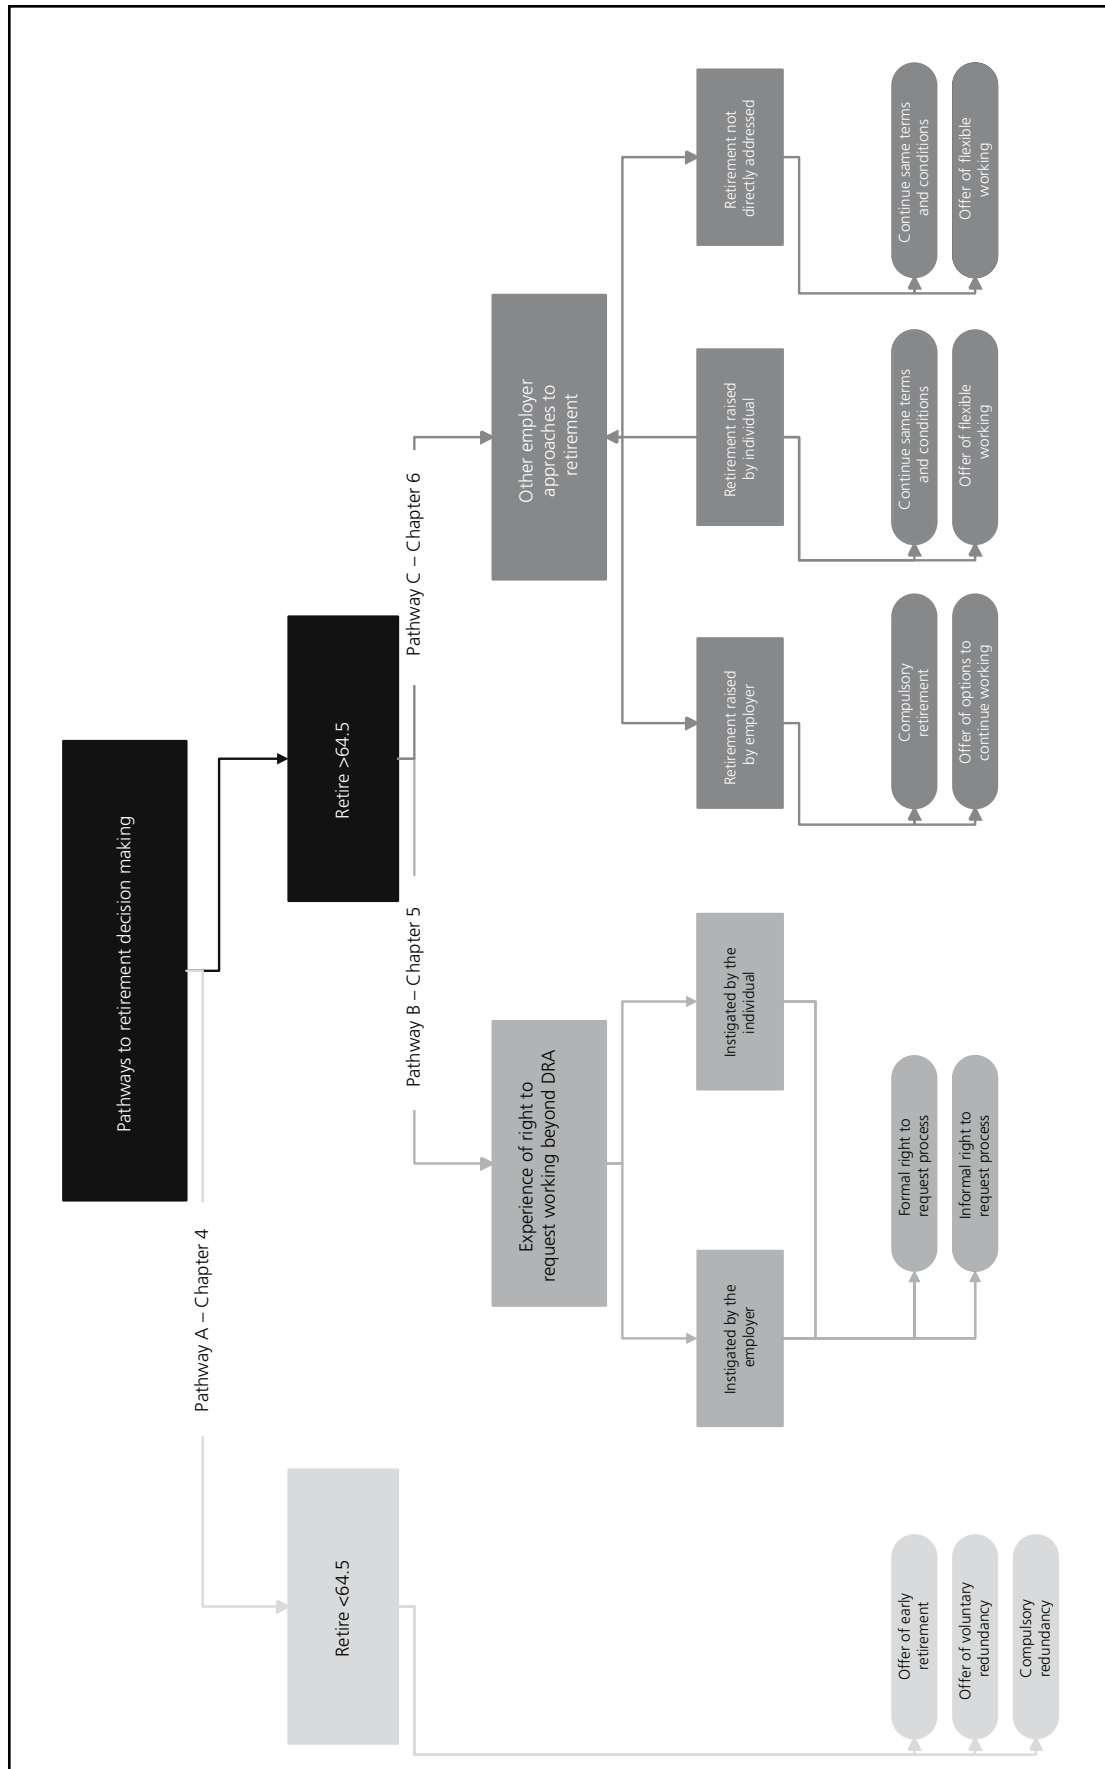 Pathways to retirement decision making
Pathway A – Chapter 4
Retire <64.5
Retire >64.5
Offer of early
retirement
Offer of voluntary
redundancy
Compulsory
redundancy
Pathway B – Chapter 5
Pathway C – Chapter 6
Experience of right to
request working beyond DRA
Other employer
approaches to
retirement
Instigated by the
employer
Instigated by the
individual
Formal right to
request process
Informal right to
request process
Retirement raised
by employer
Retirement raised
by individual
Retirement not
directly addressed
Compulsory
retirement
Offer of options to
continue working
Continue same terms
and conditions
Offer of flexible
working
Continue same terms
and conditions
Offer of flexible
working